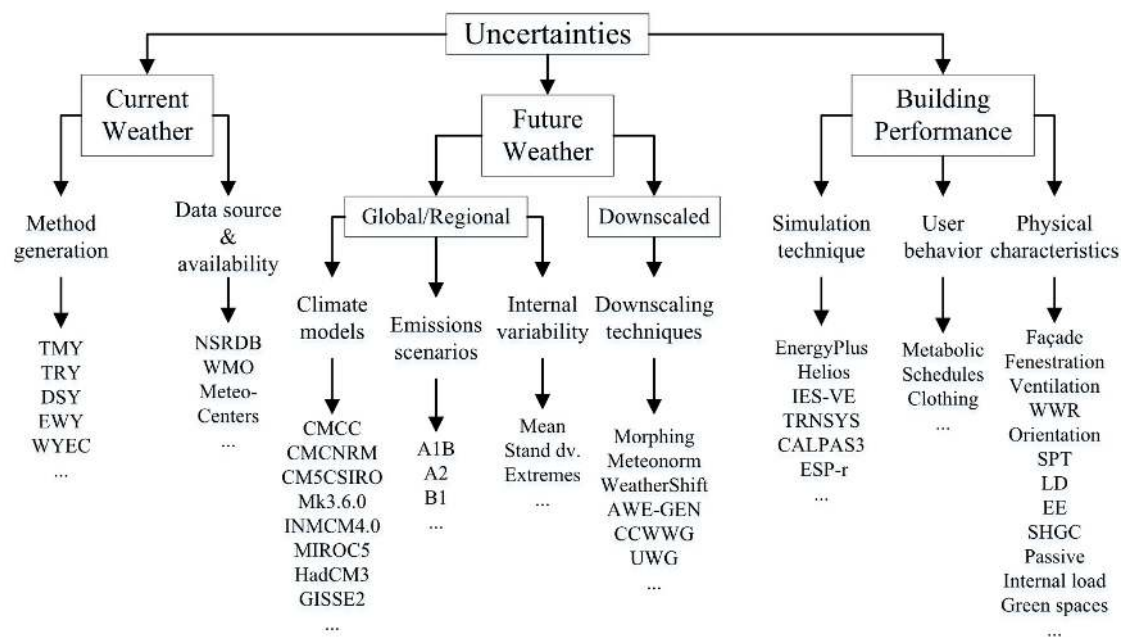 Uncertainties
Current
Weather
Future
Weather
Building
Performance
Method
generation
Data source
&
availability
Global/Regional
Downscaled
Simulation
technique
User
behavior
Physical
characteristics
Climate
models
Emissions
scenarios
Internal
variability
Downscaling
techniques
TMY
TRY
DSY
EWY
WYEC
...
NSRDB
WMO
Meteo-
Centers
...
CMCC
CMCNRM
CM5CSIRO
Mk3.6.0
INMCM4.0
MIROC5
HadCM3
GISSE2
...
A1B
A2
B1
...
Mean
Stand dv.
Extremes
...
Morphing
Meteonorm
WeatherShift
AWE-GEN
CCWWG
UWG
...
EnergyPlus
Helios
IES-VE
TRNSYS
CALPAS3
ESP-r
...
Metabolic
Schedules
Clothing
...
Façade
Fenestration
Ventilation
WWR
Orientation
SPT
LD
EE
SHGC
Passive
Internal load
Green spaces
...